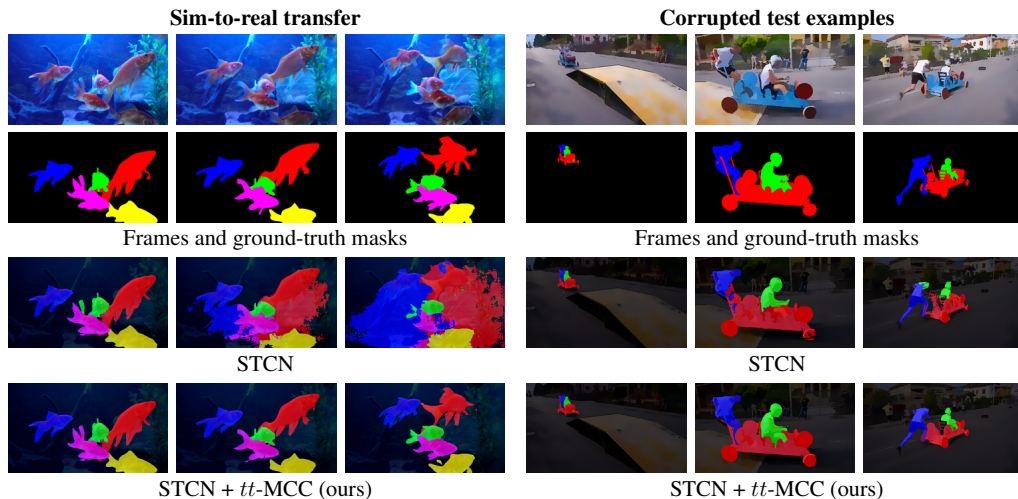 Sim-to-real transfer
Corrupted test examples
Frames and ground-truth masks
Frames and ground-truth masks
STCN
STCN
STCN + tt-MCC (ours)
STCN + tt-MCC (ours)